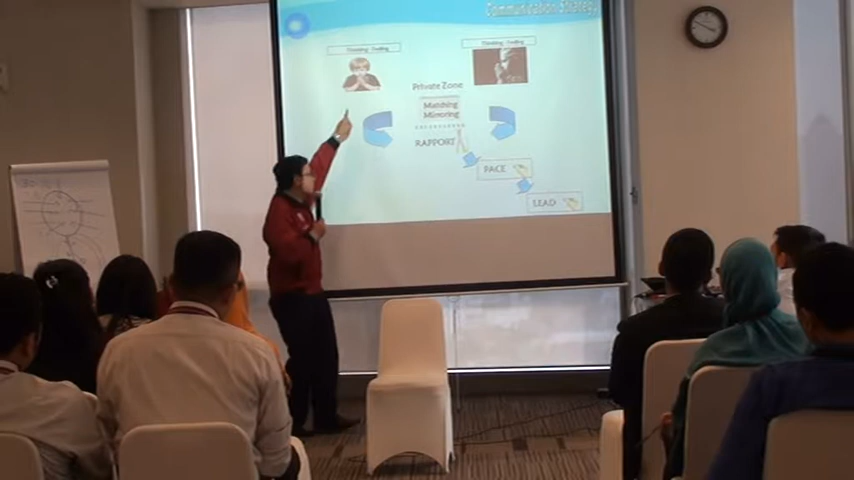 Communication Strategy
Thinking - Feeling
Thinking - Feeling
Private Zone
Matching
Mirroring
RAPPORT
PACE
LEAD